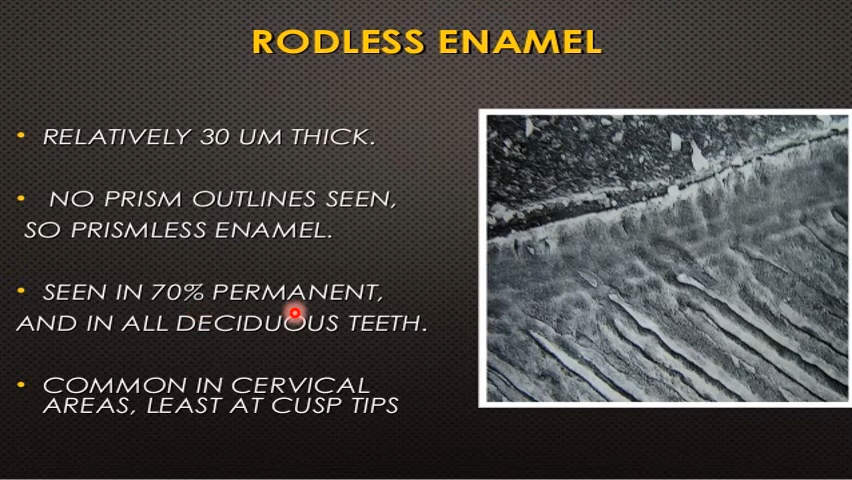 RODLESS ENAMEL
• RELATIVELY 30 UM THICK.
• NO PRISM OUTLINES SEEN,
SO PRISMLESS ENAMEL.
• SEEN IN 70% PERMANENT,
AND IN ALL DECIDUOUS TEETH.
• COMMON IN CERVICAL
AREAS, LEAST AT CUSP TIPS